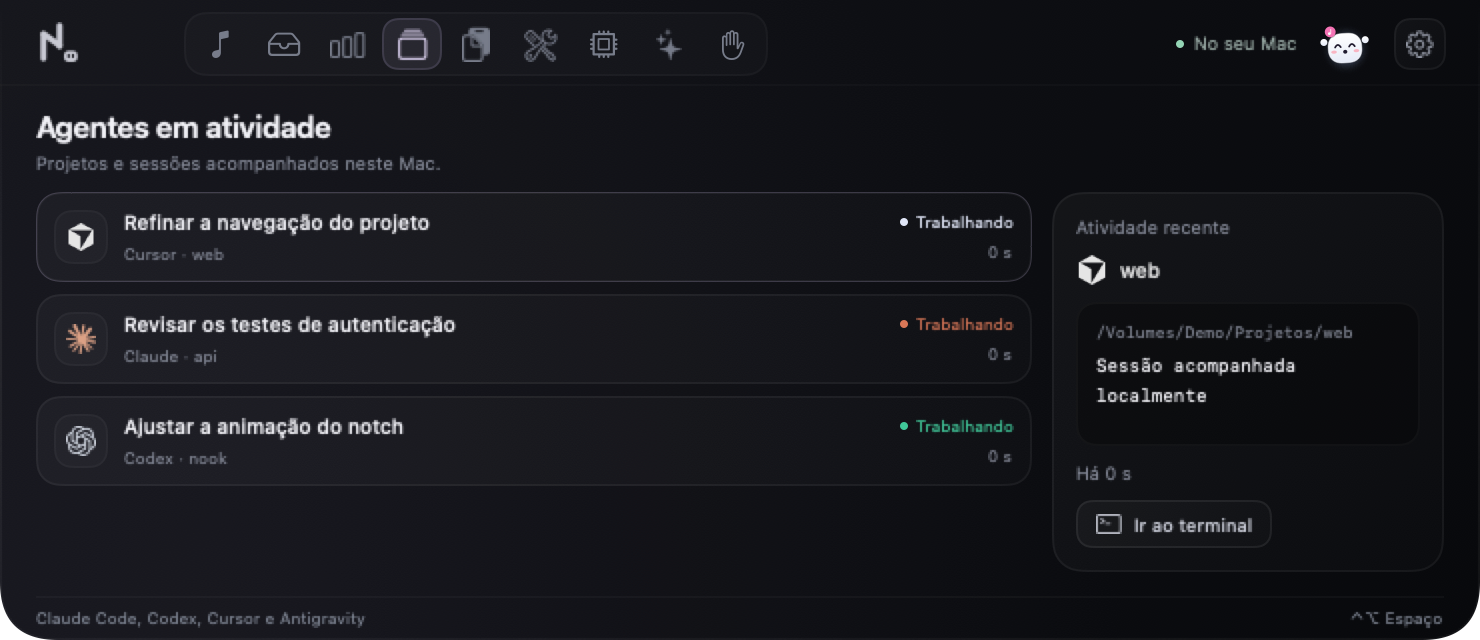 No seu Mac
Agentes em atividade
Projetos e sessões acompanhados neste Mac.
Refinar a navegação do projeto
Trabalhando
Cursor · web
0 s
Revisar os testes de autenticação
Trabalhando
Claude · api
0 s
Ajustar a animação do notch
Trabalhando
Codex · nook
0 s
Atividade recente
web
/Volumes/Demo/Projetos/web
Sessão acompanhada
localmente
Há 0 s
Ir ao terminal
Claude Code, Codex, Cursor e Antigravity
⌃⌥ Espaço